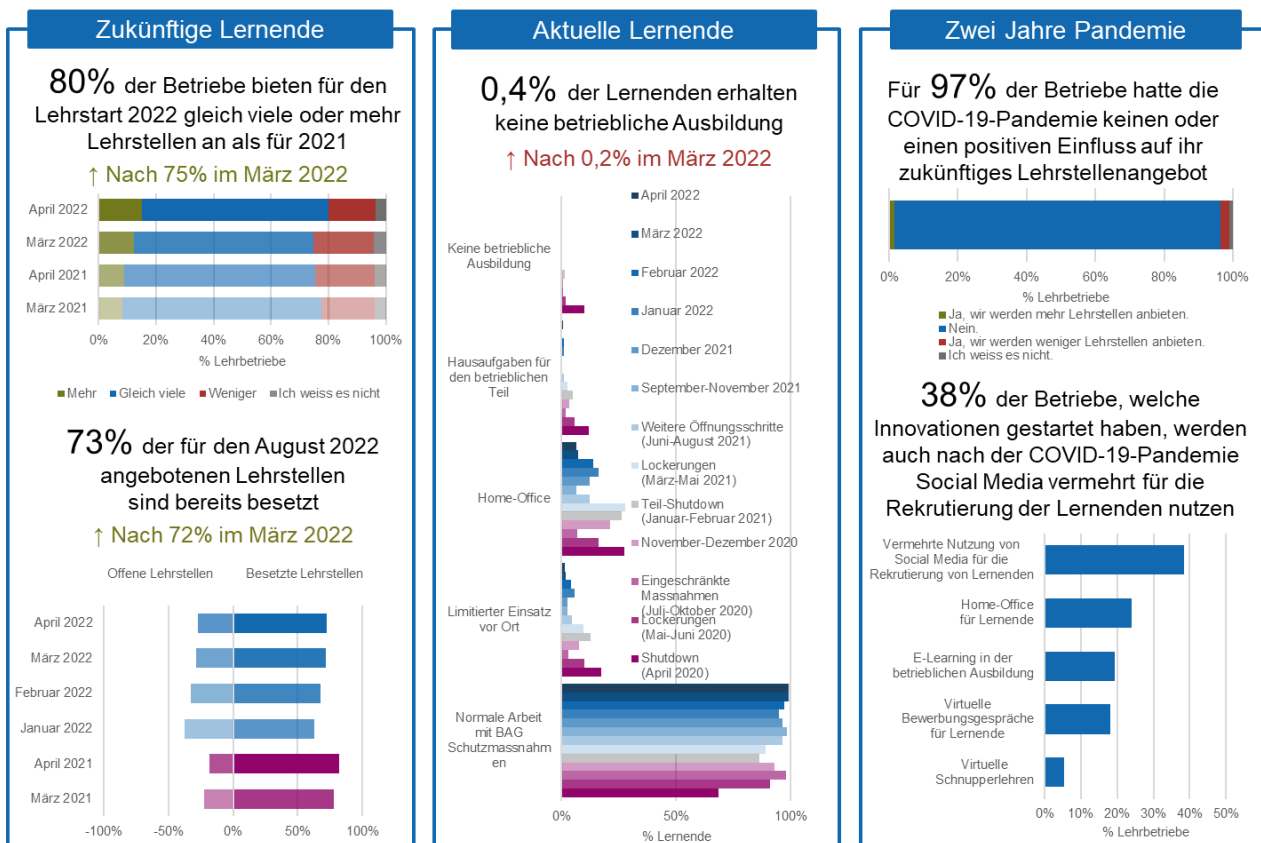 Zukünftige Lernende
80% der Betriebe bieten für den
Lehrstart 2022 gleich viele oder mehr
Lehrstellen an als für 2021
↑ Nach 75% im März 2022
April 2022
März 2022
April 2021
März 2021
0% 20% 40% 60% 80% 100%
% Lehrbetriebe
Mehr Gleich viele Weniger Ich weiss es nicht
73% der für den August 2022
angebotenen Lehrstellen
sind bereits besetzt
↑ Nach 72% im März 2022
Offene Lehrstellen Besetzte Lehrstellen
April 2022
März 2022
Februar 2022
Januar 2022
April 2021
März 2021
-100% -50% 0% 50% 100%
Aktuelle Lernende
0,4% der Lernenden erhalten
keine betriebliche Ausbildung
↑ Nach 0,2% im März 2022
Keine betriebliche
Ausbildung
Hausaufgaben für
den betrieblichen
Teil
Home-Office
Limitierter Einsatz
vor Ort
Normale Arbeit
mit BAG
Schutzmassnahm
en
April 2022
März 2022
Februar 2022
Januar 2022
Dezember 2021
September-November 2021
Weitere Öffnungsschritte
(Juni-August 2021)
Lockerungen
(März-Mai 2021)
Teil-Shutdown
(Januar-Februar 2021)
November-Dezember 2020
Eingeschränkte
Massnahmen
(Juli-Oktober 2020)
Lockerungen
(Mai-Juni 2020)
Shutdown
(April 2020)
0% 50% 100%
% Lernende
Zwei Jahre Pandemie
Für 97% der Betriebe hatte die
COVID-19-Pandemie keinen oder
einen positiven Einfluss auf ihr
zukünftiges Lehrstellenangebot
0% 20% 40% 60% 80% 100%
% Lehrbetriebe
Ja, wir werden mehr Lehrstellen anbieten.
Nein.
Ja, wir werden weniger Lehrstellen anbieten.
Ich weiss es nicht.
38% der Betriebe, welche
Innovationen gestartet haben, werden
auch nach der COVID-19-Pandemie
Social Media vermehrt für die
Rekrutierung der Lernenden nutzen
Vermehrte Nutzung von
Social Media für die
Rekrutierung von Lernenden
Home-Office
für Lernende
E-Learning in der
betrieblichen Ausbildung
Virtuelle
Bewerbungsgespräche
für Lernende
Virtuelle
Schnupperlehren
0% 10% 20% 30% 40% 50%
% Lehrbetriebe